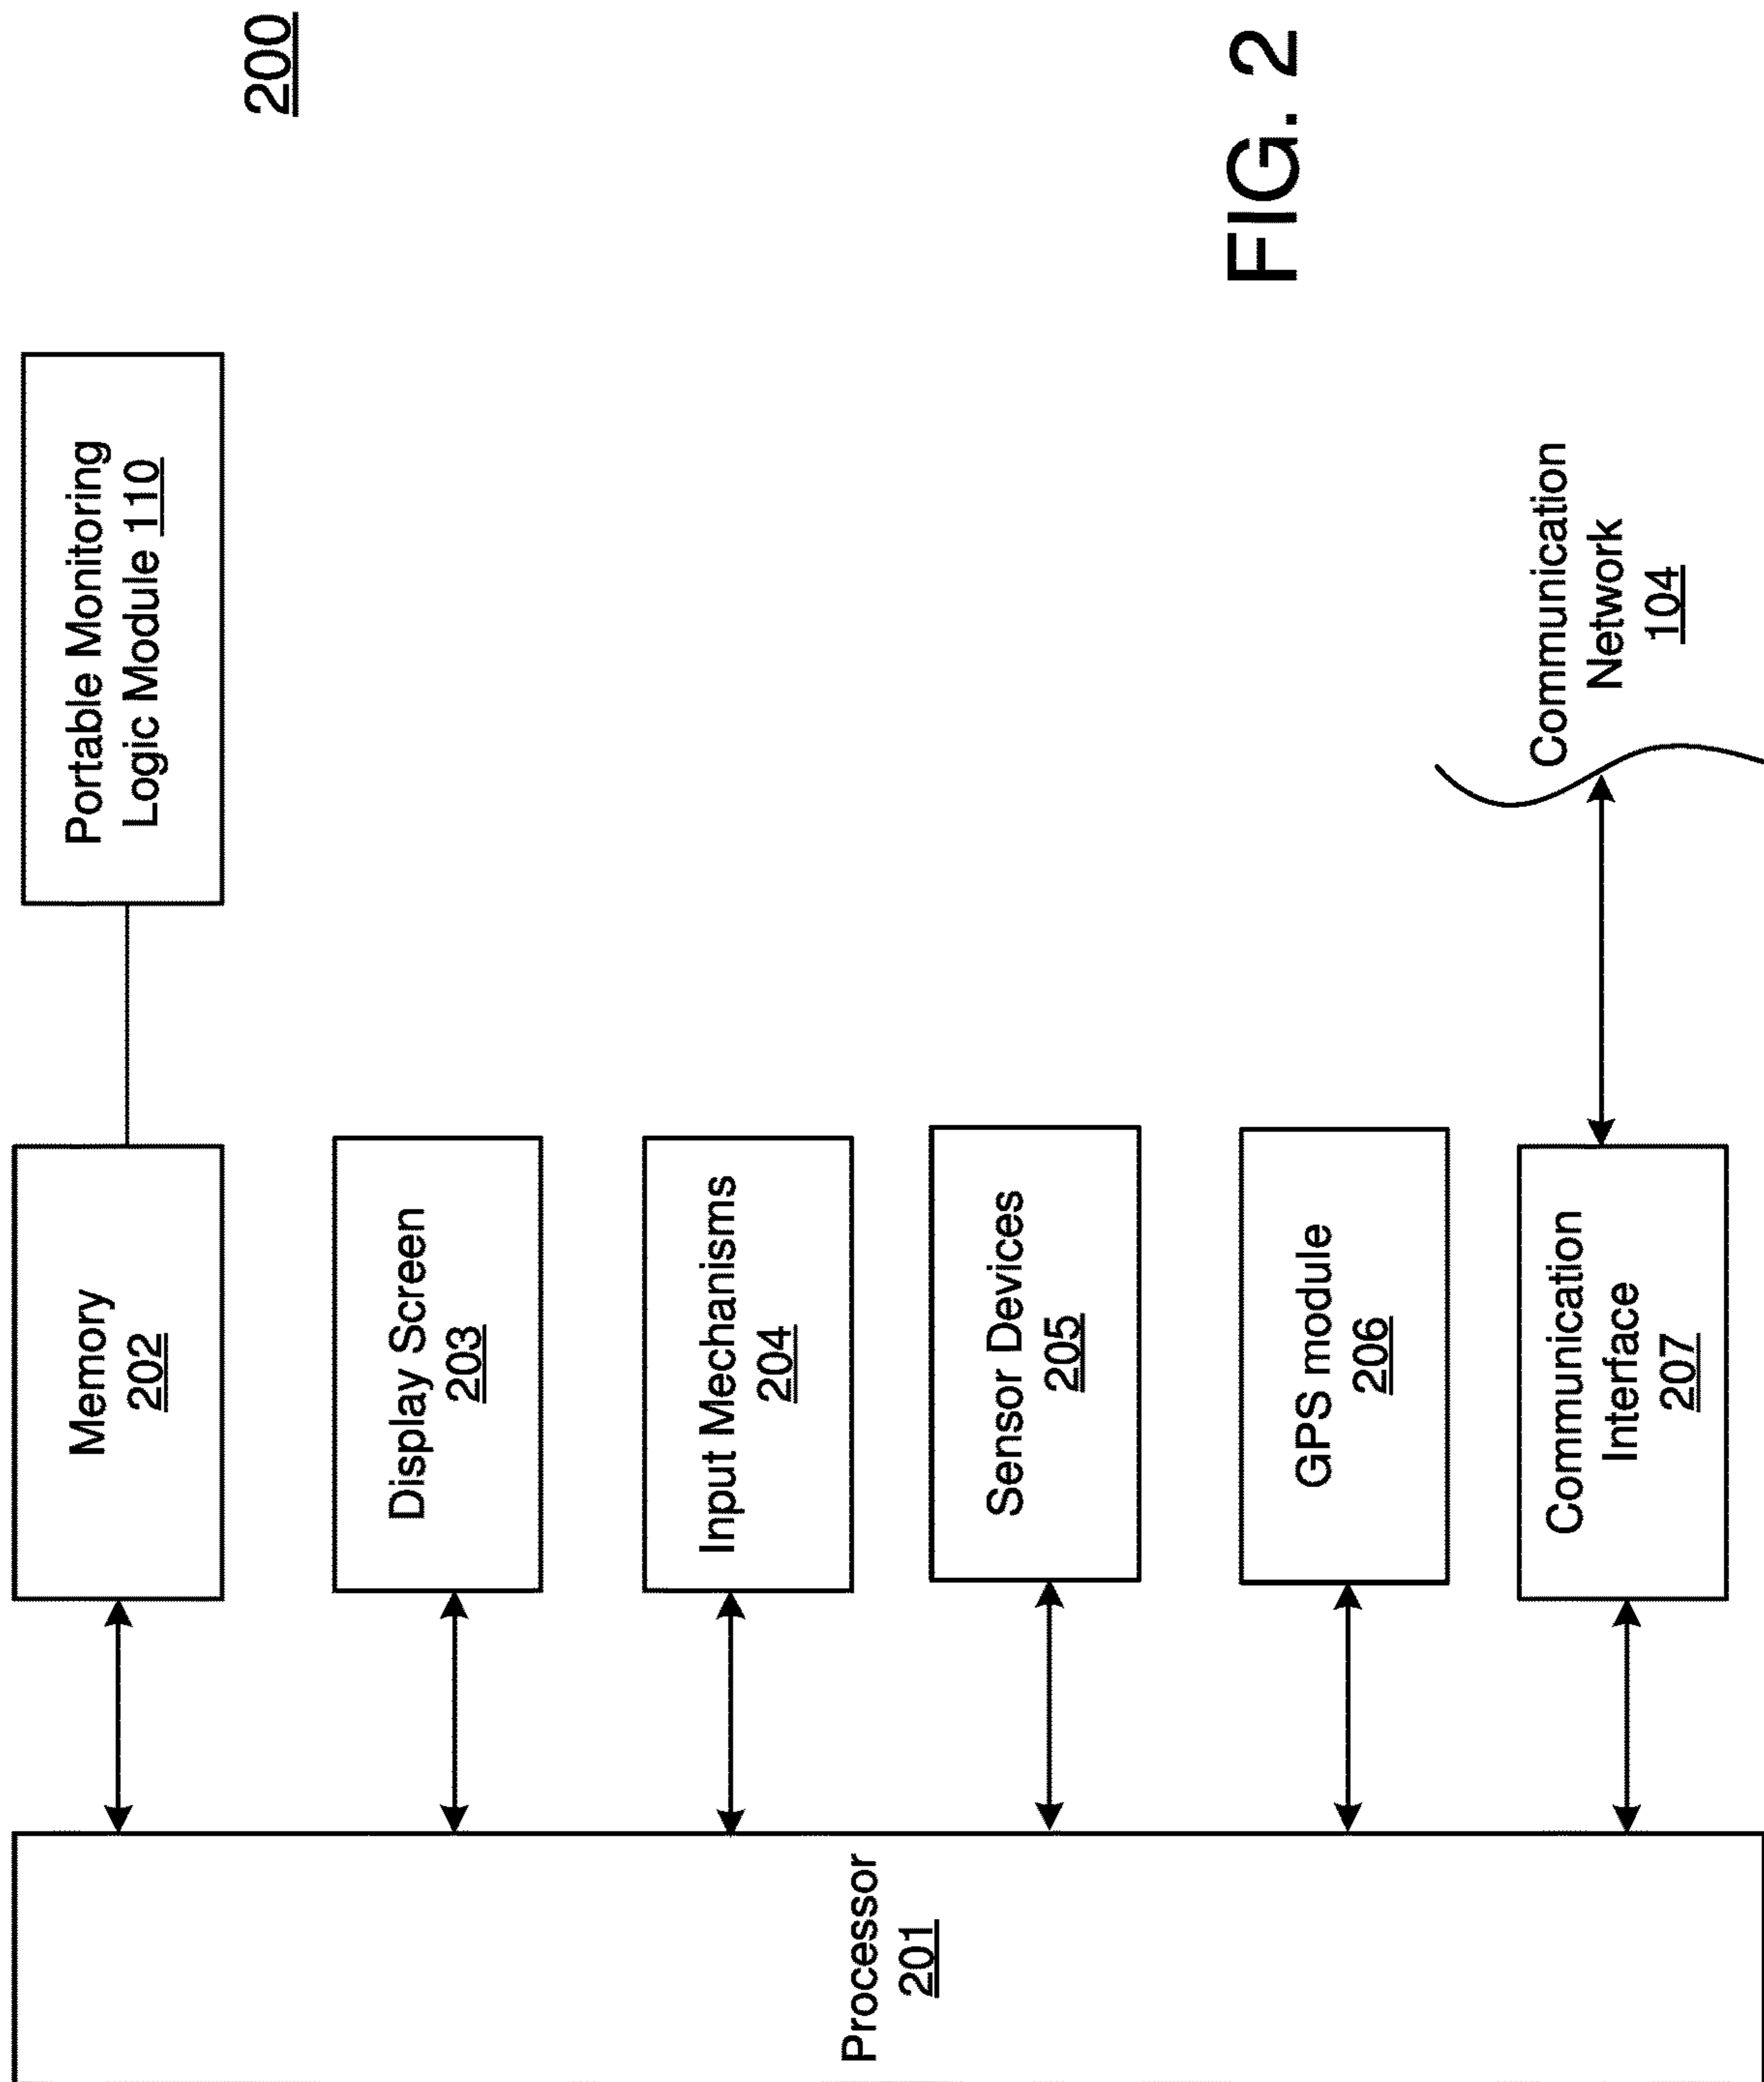 200
Memory
202
Portable Monitoring
Logic Module 110
Display Screen
203
Input Mechanisms
204
Processor
201
Sensor Devices
205
GPS module
206
Communication
Interface
207
Communication
Network
104
FIG. 2